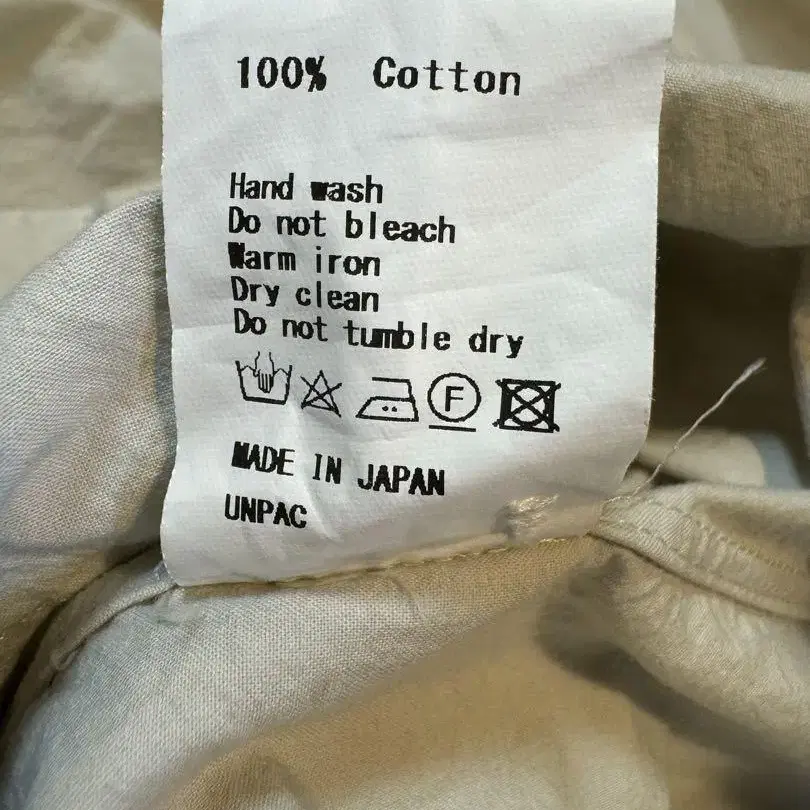 100% Cotton
Hand wash
Do not bleach
Warm iron
Dry clean
Do not tumble dry
F
MADE IN JAPAN
UNPAC